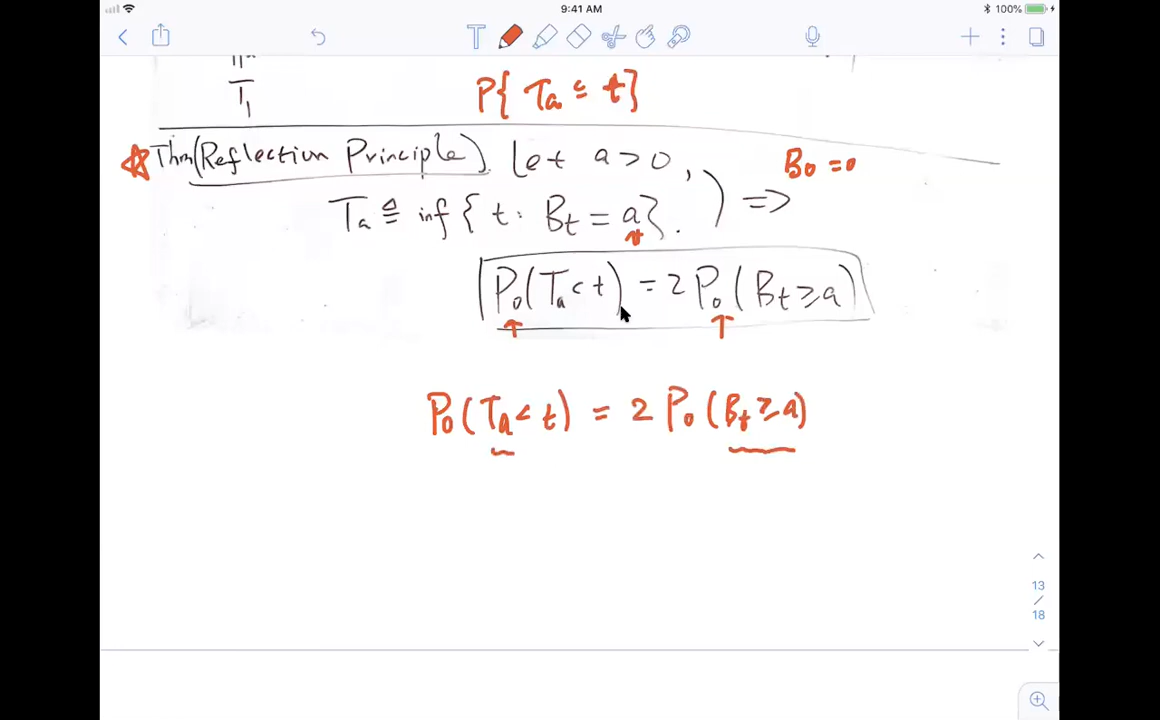 9:41 AM
100%
T₁
P{ Tₐ ≤ t }
☆ Thm (Reflection Principle). Let a > 0,
B₀ = 0
Tₐ ≜ inf { t : Bₜ = a } . ) =>
P₀(Tₐ < t) = 2 P₀ (Bₜ ≥ a)
P₀ (Tₐ < t) = 2 P₀ (Bₜ ≥ a)
13
/
18